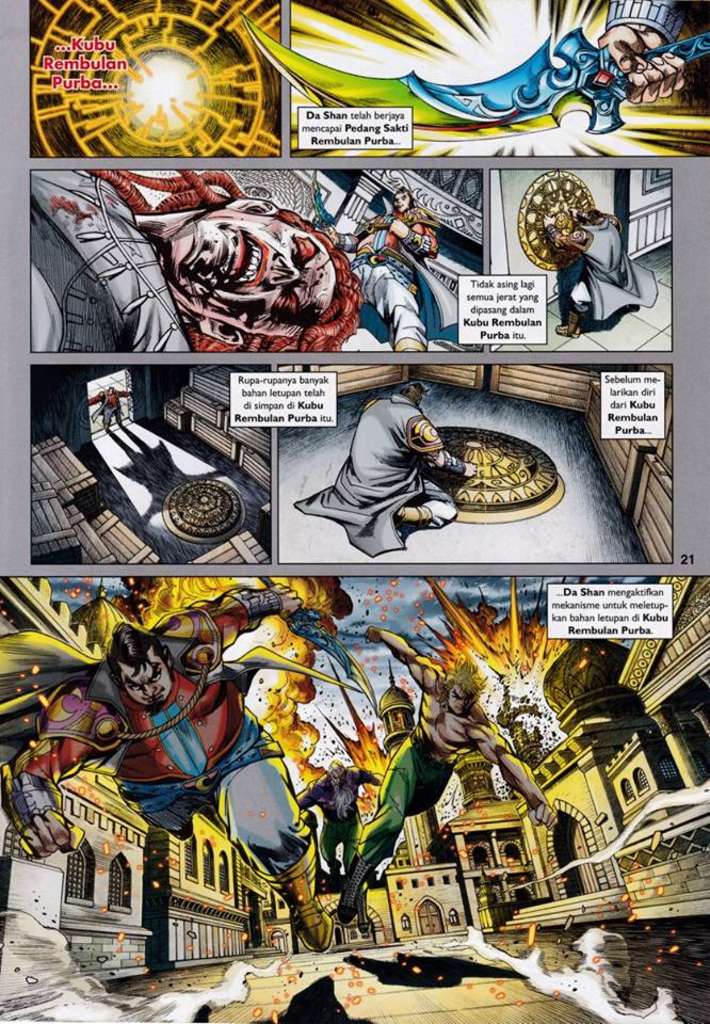 ...Kubu
Rembulan
Purba...
Da Shan telah berjaya
mencapai Pedang Sakti
Rembulan Purba...
Tidak asing lagi
semua jerat yang
dipasang dalam
Kubu Rembulan
Purba itu.
Rupa-rupanya banyak
bahan letupan telah
di simpan di Kubu
Rembulan Purba itu.
Sebelum me-
larikan diri
dari Kubu
Rembulan
Purba...
21
...Da Shan mengaktifkan
mekanisme untuk meletup-
kan bahan letupan di Kubu
Rembulan Purba.